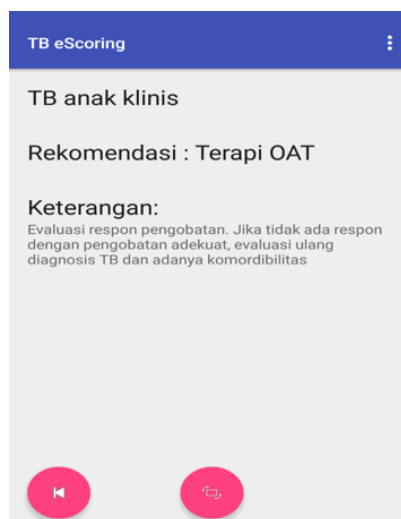 TB eScoring
TB anak klinis
Rekomendasi : Terapi OAT
Keterangan:
Evaluasi respon pengobatan. Jika tidak ada respon
dengan pengobatan adekuat, evaluasi ulang
diagnosis TB dan adanya komordibilitas